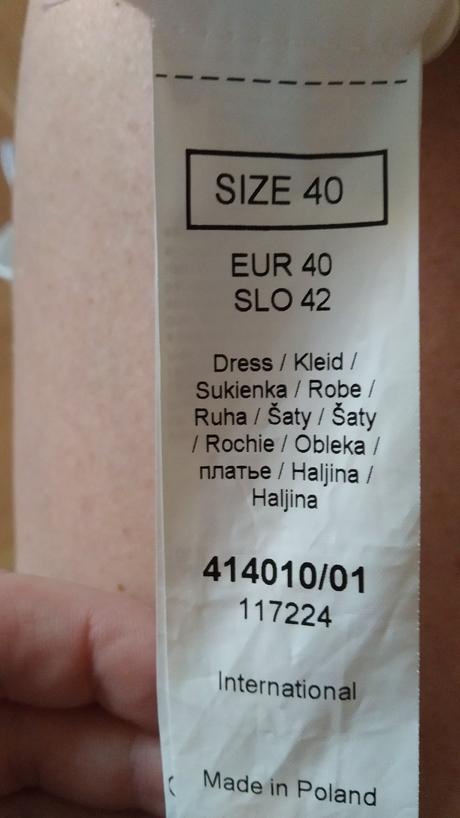 SIZE 40
EUR 40
SLO 42
Dress / Kleid /
Sukienka / Robe /
Ruha / Šaty / Šaty
/ Rochie / Obleka /
платье / Haljina /
Haljina
414010/01
117224
International
Made in Poland